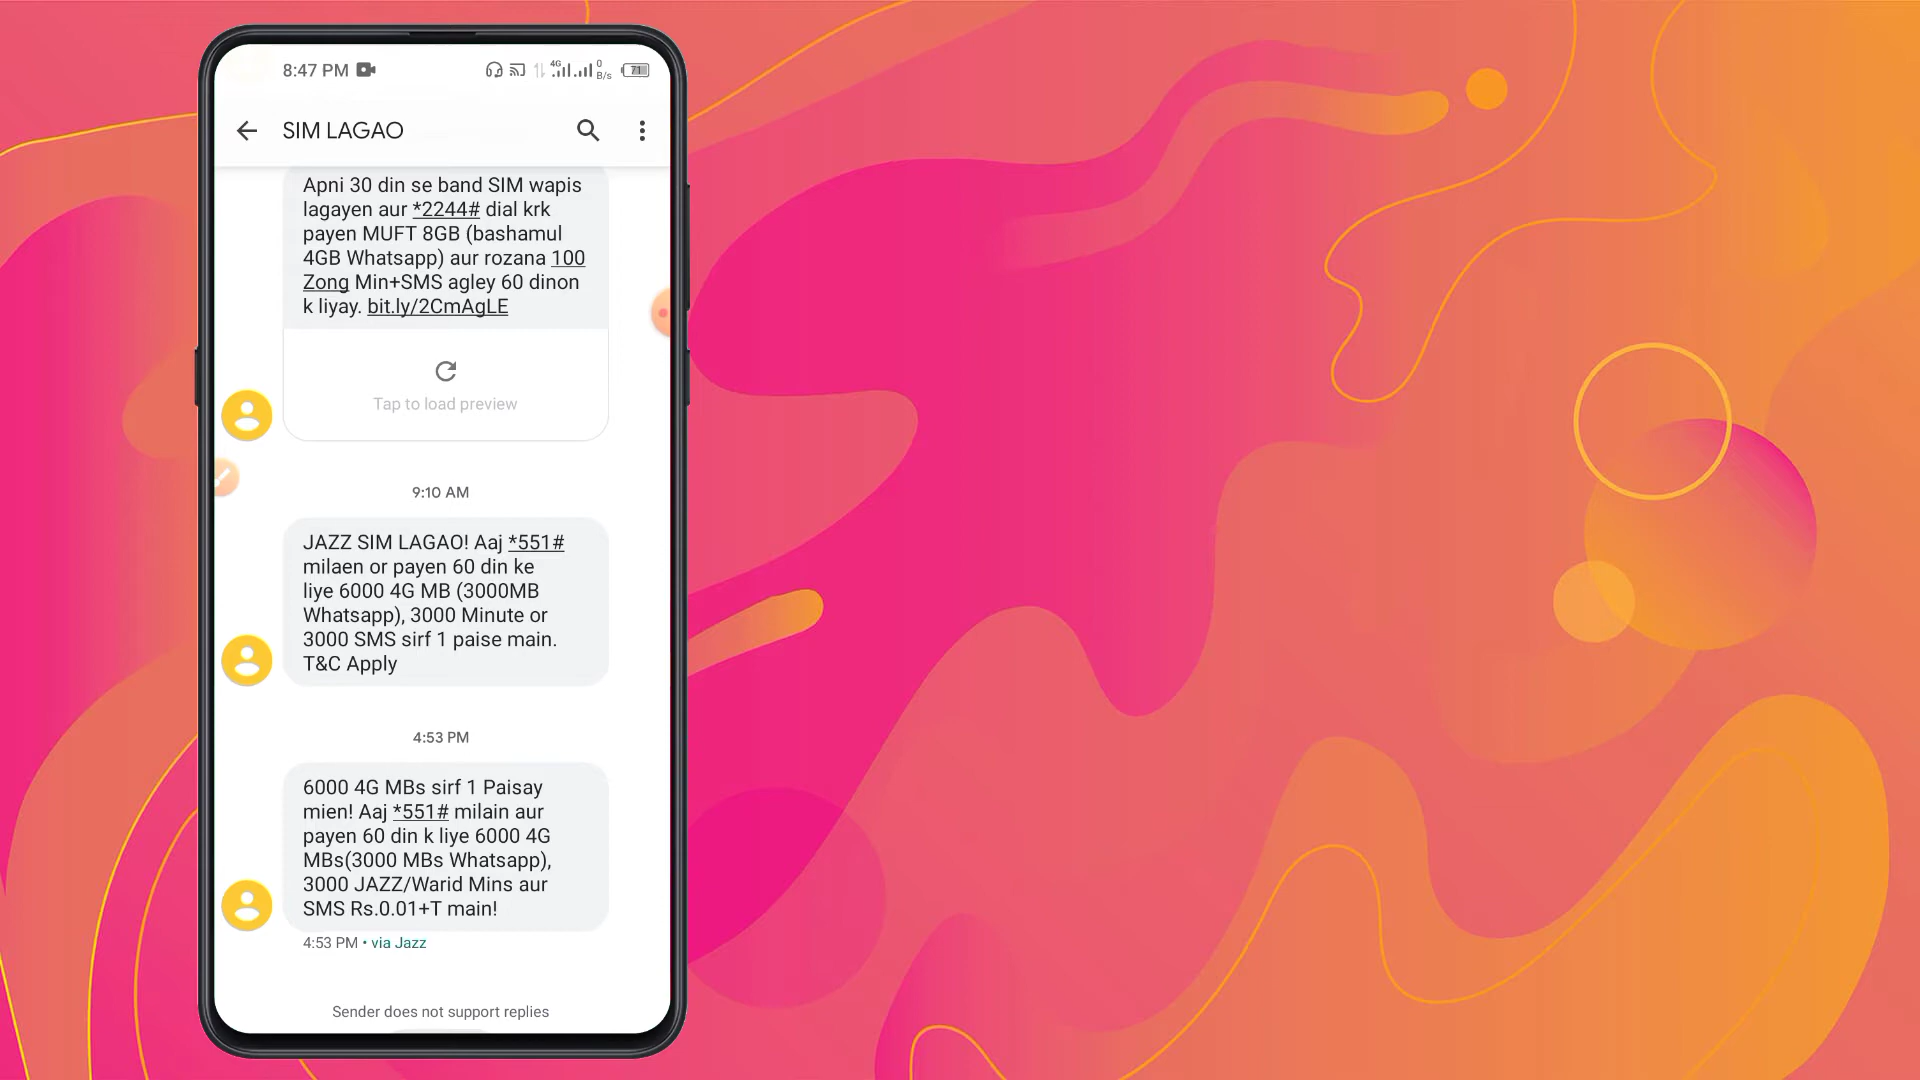 8:47 PM
4G
0
B/s
71
SIM LAGAO
Apni 30 din se band SIM wapis
lagayen aur *2244# dial krk
payen MUFT 8GB (bashamul
4GB Whatsapp) aur rozana 100
Zong Min+SMS agley 60 dinon
k liyay. bit.ly/2CmAgLE
Tap to load preview
9:10 AM
JAZZ SIM LAGAO! Aaj *551#
milaen or payen 60 din ke
liye 6000 4G MB (3000MB
Whatsapp), 3000 Minute or
3000 SMS sirf 1 paise main.
T&C Apply
4:53 PM
6000 4G MBs sirf 1 Paisay
mien! Aaj *551# milain aur
payen 60 din k liye 6000 4G
MBs(3000 MBs Whatsapp),
3000 JAZZ/Warid Mins aur
SMS Rs.0.01+T main!
4:53 PM • via Jazz
Sender does not support replies